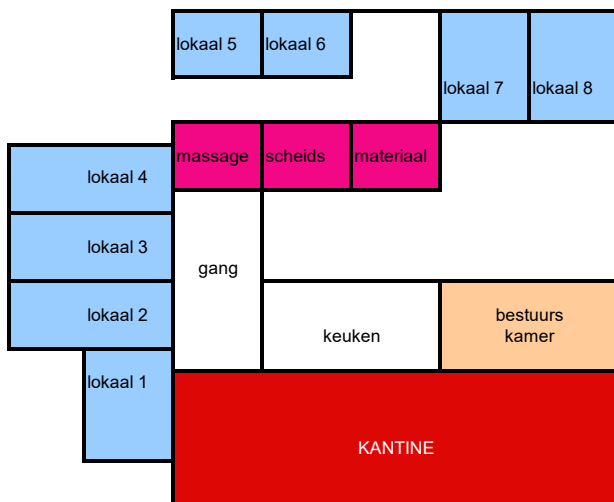 lokaal 5
lokaal 6
lokaal 7
lokaal 8
massage
scheids
materiaal
lokaal 4
lokaal 3
gang
lokaal 2
bestuurs
kamer
keuken
lokaal 1
KANTINE